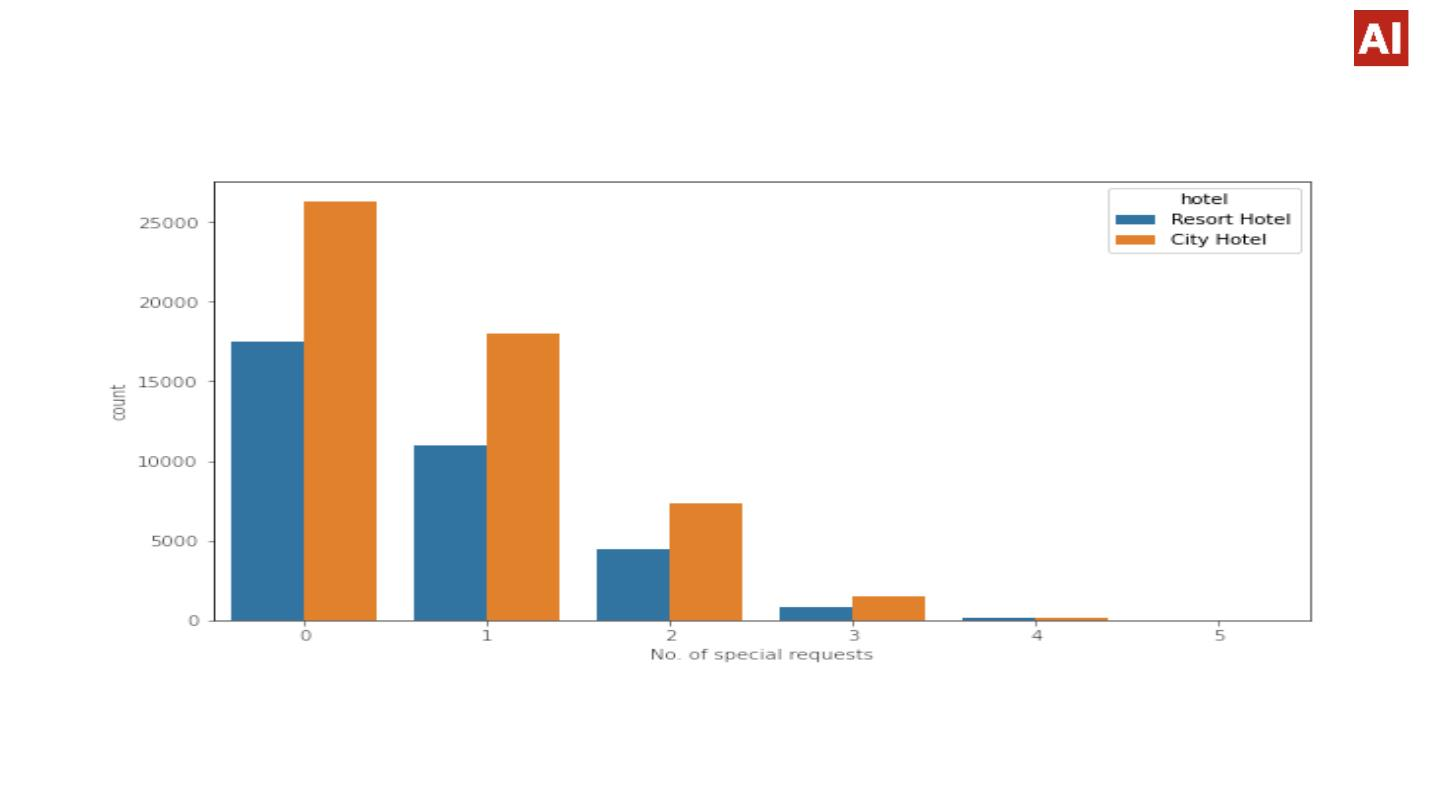 AI
hotel
Resort Hotel
City Hotel
25000
20000
15000
10000
5000
0
count
0 1 2 3 4 5
No. of special requests